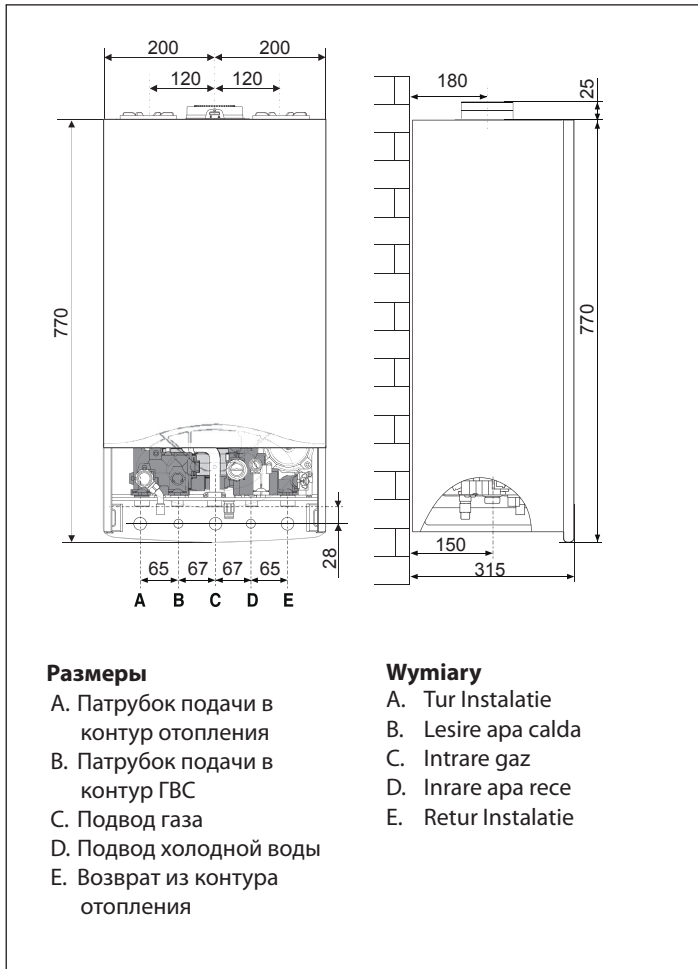 200 200
120 120
180
25
770
770
28
65 67 67 65
150
315
A B C D E
Размеры
A. Патрубок подачи в
контур отопления
B. Патрубок подачи в
контур ГВС
C. Подвод газа
D. Подвод холодной воды
E. Возврат из контура
отопления
Wymiary
A. Tur Instalatie
B. Lesire apa calda
C. Intrare gaz
D. Inrare apa rece
E. Retur Instalatie